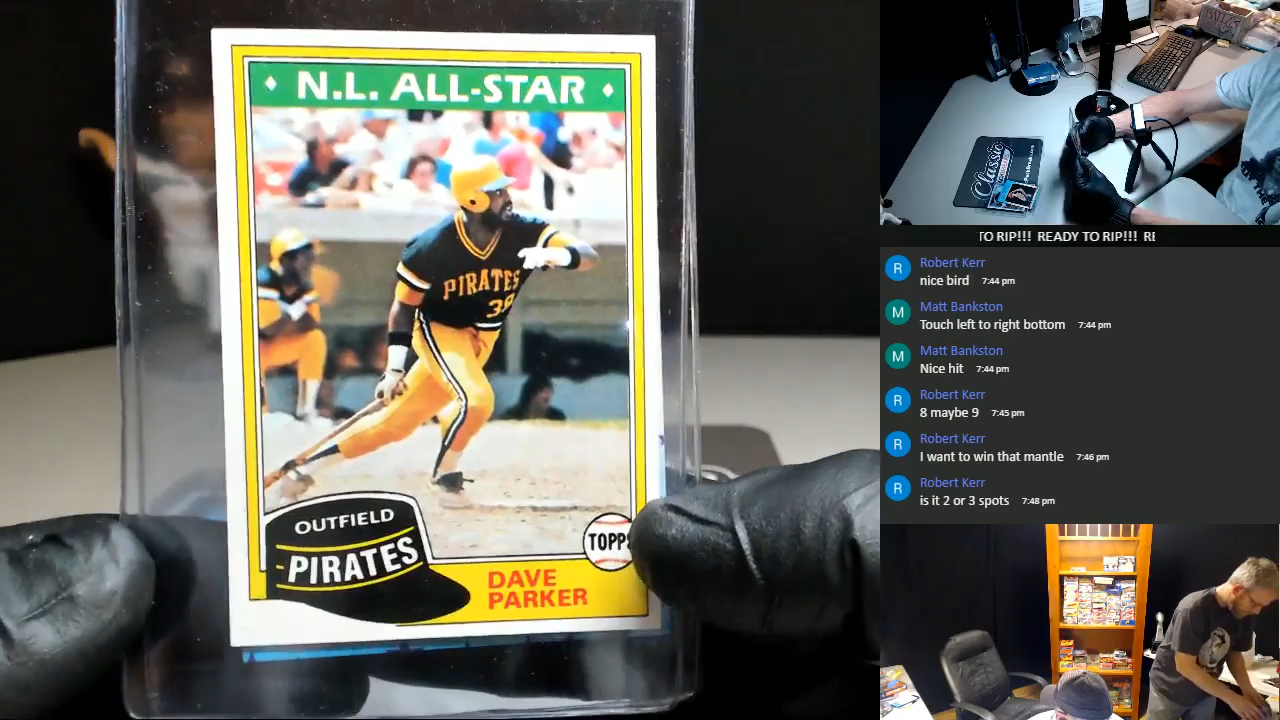 N.L. ALL-STAR
PIRATES
39
OUTFIELD
PIRATES
TOPPS
DAVE
PARKER
Classic
TO RIP!!! READY TO RIP!!! RE
R
Robert Kerr
nice bird 7:44 pm
M
Matt Bankston
Touch left to right bottom 7:44 pm
M
Matt Bankston
Nice hit 7:44 pm
R
Robert Kerr
8 maybe 9 7:45 pm
R
Robert Kerr
I want to win that mantle 7:46 pm
R
Robert Kerr
is it 2 or 3 spots 7:48 pm